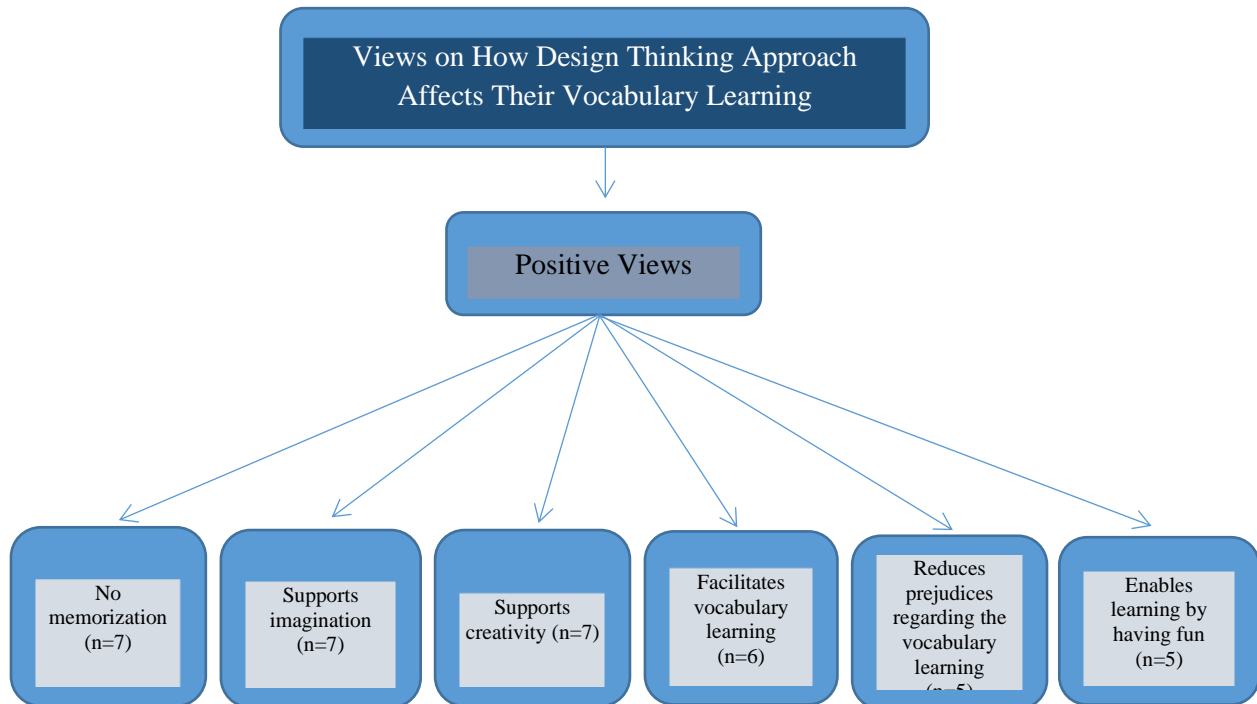 Views on How Design Thinking Approach
Affects Their Vocabulary Learning
Positive Views
No
memorization
(n=7)
Supports
imagination
(n=7)
Supports
creativity (n=7)
Facilitates
vocabulary
learning
(n=6)
Reduces
prejudices
regarding the
vocabulary
learning
(n=5)
Enables
learning by
having fun
(n=5)